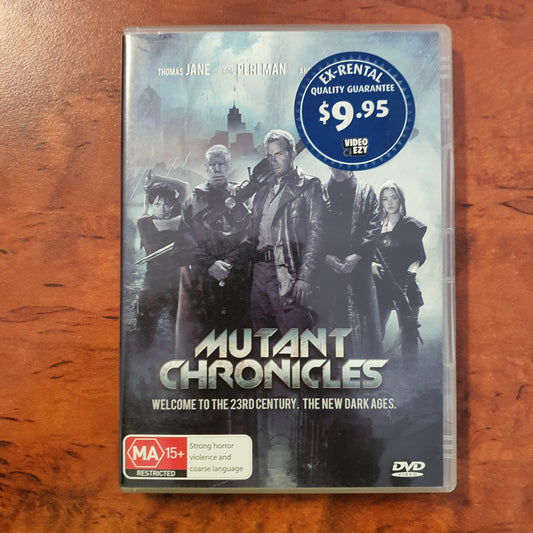 THOMAS JANE
PERLMAN
EX-RENTAL
QUALITY GUARANTEE
$9.95
VIDEO
EZY
MUTANT
CHRONICLES
WELCOME TO THE 23RD CENTURY. THE NEW DARK AGES.
MA 15+
RESTRICTED
Strong horror
violence and
coarse language
DVD
VIDEO